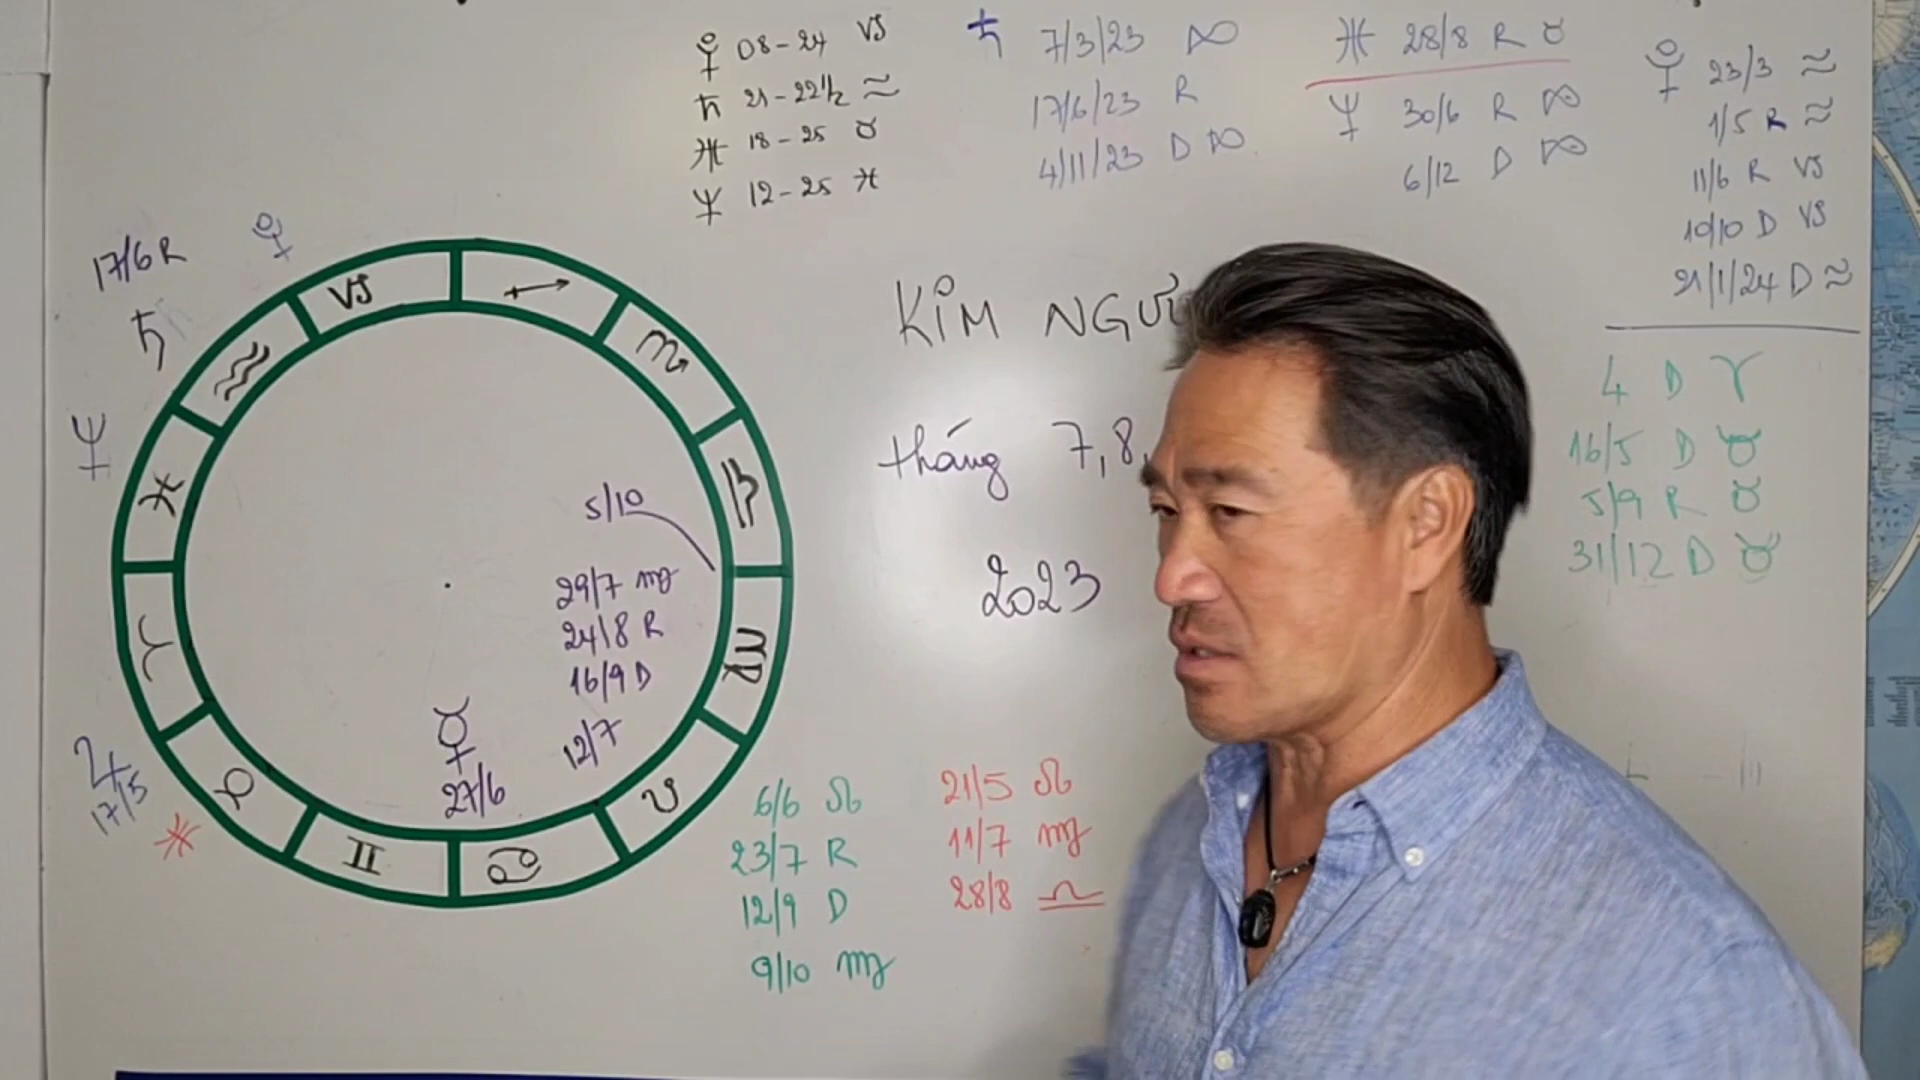 ♇ 08-24 ♑
♄ 21-22 1/2 ♒
♅ 18-25 ♉
♆ 12-25 ♓
♄ 7/3/23 ♓
17/6/23 R
4/11/23 D ♓
♅ 28/8 R ♉
♆ 30/6 R ♓
6/12 D ♓
♇ 23/3 ♒
1/5 R ♒
11/6 R ♑
10/10 D ♑
21/1/24 D ♒
4 D ♈
16/5 D ♉
5/9 R ♉
31/12 D ♉
KIM NGƯ
tháng 7,8,
2023
17/6 R
♇
♄
♆
♃
17/5
♅
♑
♐
♏
♎
♍
♌
♋
♊
♉
♈
♓
♒
5/10
29/7 ♍
24/8 R
16/9 D
12/7
☿
27/6
6/6 ♌
23/7 R
12/9 D
9/10 ♍
21/5 ♌
11/7 ♍
28/8 ♎